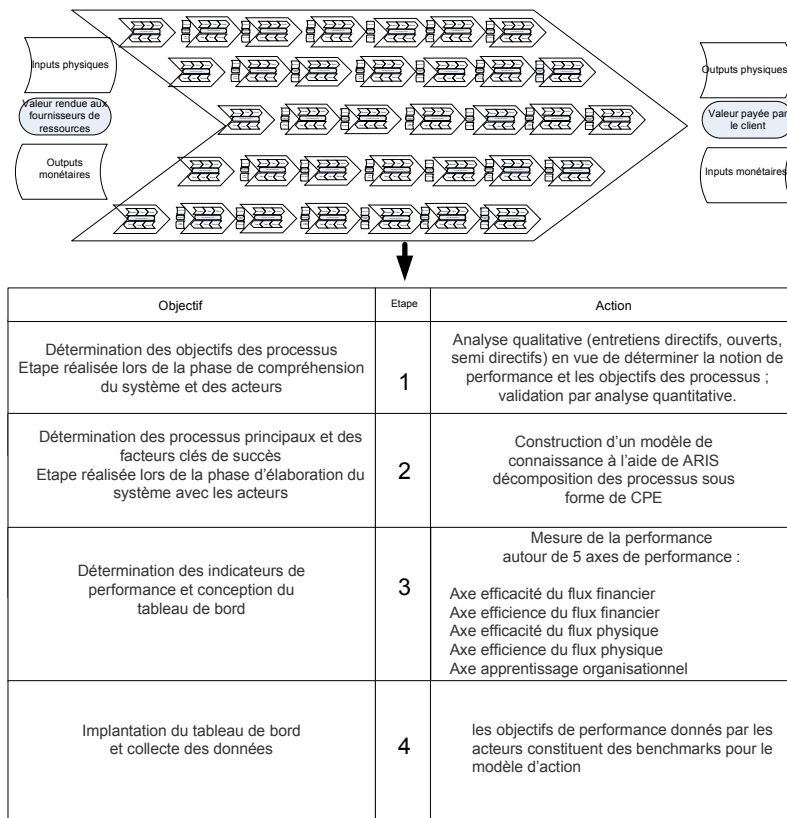 Inputs physiques
Valeur rendue aux
fournisseurs de
ressources
Outputs
monétaires
Outputs physiques
Valeur payée par
le client
Inputs monétaires
Objectif
Etape
Action
Détermination des objectifs des processus
Etape réalisée lors de la phase de compréhension
du système et des acteurs
1
Analyse qualitative (entretiens directifs, ouverts,
semi directifs) en vue de déterminer la notion de
performance et les objectifs des processus ;
validation par analyse quantitative.
Détermination des processus principaux et des
facteurs clés de succès
Etape réalisée lors de la phase d'élaboration du
système avec les acteurs
2
Construction d'un modèle de
connaissance à l'aide de ARIS
décomposition des processus sous
forme de CPE
Détermination des indicateurs de
performance et conception du
tableau de bord
3
Mesure de la performance
autour de 5 axes de performance :
Axe efficacité du flux financier
Axe efficience du flux financier
Axe efficacité du flux physique
Axe efficience du flux physique
Axe apprentissage organisationnel
Implantation du tableau de bord
et collecte des données
4
les objectifs de performance donnés par les
acteurs constituent des benchmarks pour le
modèle d'action